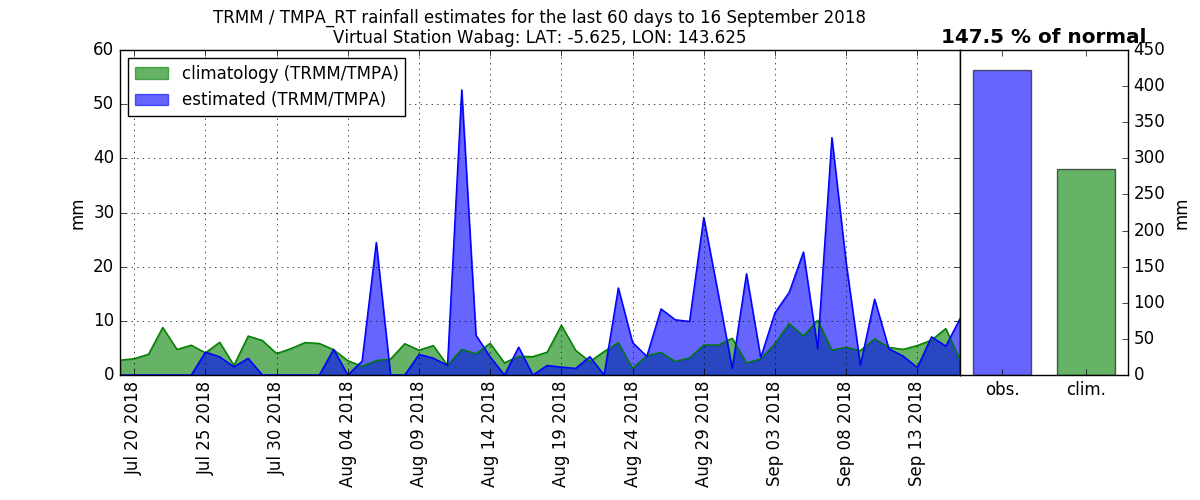 TRMM / TMPA_RT rainfall estimates for the last 60 days to 16 September 2018
Virtual Station Wabag: LAT: -5.625, LON: 143.625
147.5 % of normal
climatology (TRMM/TMPA)
estimated (TRMM/TMPA)
60
50
40
30
20
10
0
mm
450
400
350
300
250
200
150
100
50
0
mm
Jul 20 2018
Jul 25 2018
Jul 30 2018
Aug 04 2018
Aug 09 2018
Aug 14 2018
Aug 19 2018
Aug 24 2018
Aug 29 2018
Sep 03 2018
Sep 08 2018
Sep 13 2018
obs.
clim.